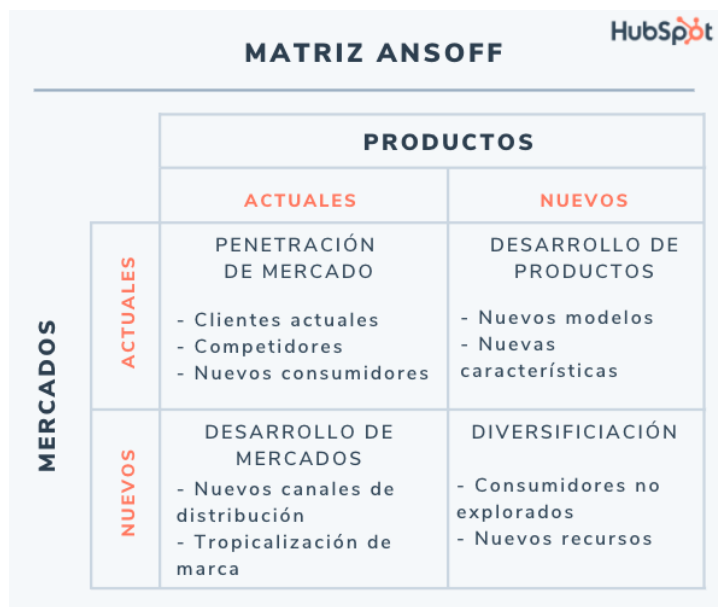 HubSpot
MATRIZ ANSOFF
PRODUCTOS
ACTUALES
NUEVOS
MERCADOS
ACTUALES
PENETRACIÓN
DE MERCADO
- Clientes actuales
- Competidores
- Nuevos consumidores
DESARROLLO DE
PRODUCTOS
- Nuevos modelos
- Nuevas
características
NUEVOS
DESARROLLO DE
MERCADOS
- Nuevos canales de
distribución
- Tropicalización de
marca
DIVERSIFICIACIÓN
- Consumidores no
explorados
- Nuevos recursos